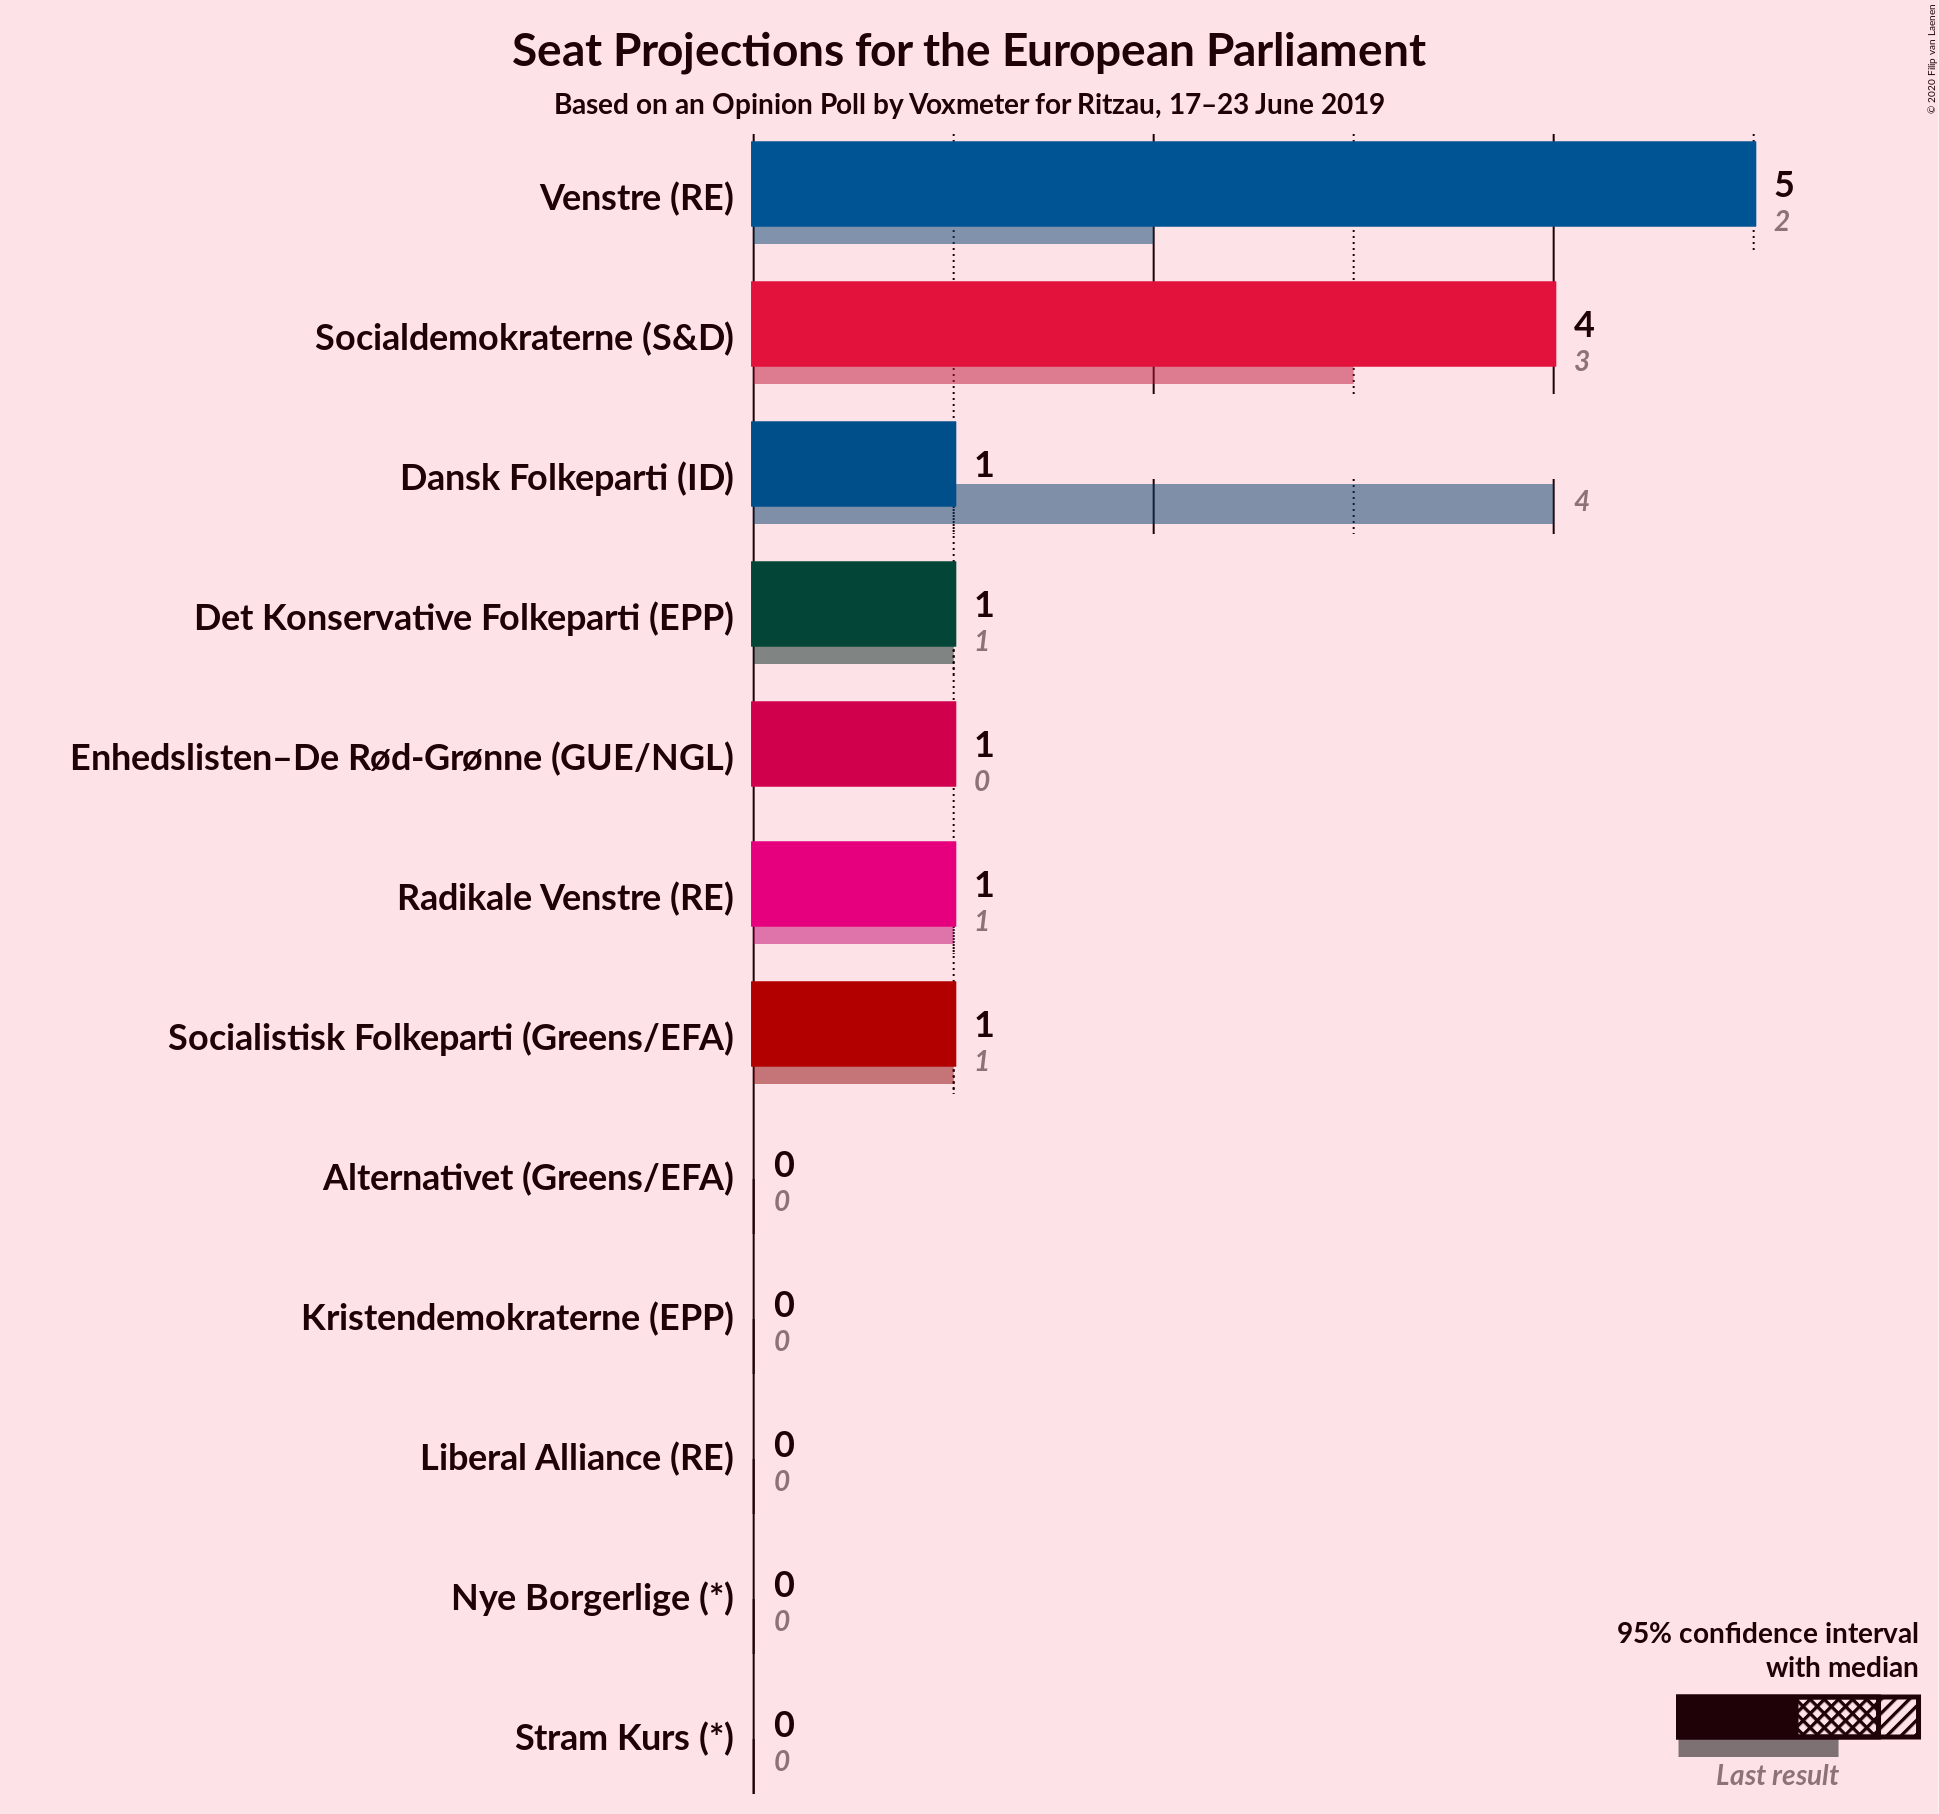 Seat Projections for the European Parliament
Based on an Opinion Poll by Voxmeter for Ritzau, 17–23 June 2019
© 2020 Filip van Laenen
Venstre (RE)
5
2
Socialdemokraterne (S&D)
4
3
Dansk Folkeparti (ID)
1
4
Det Konservative Folkeparti (EPP)
1
1
Enhedslisten–De Rød-Grønne (GUE/NGL)
1
0
Radikale Venstre (RE)
1
1
Socialistisk Folkeparti (Greens/EFA)
1
1
Alternativet (Greens/EFA)
0
0
Kristendemokraterne (EPP)
0
0
Liberal Alliance (RE)
0
0
Nye Borgerlige (*)
0
0
Stram Kurs (*)
0
0
95% confidence interval
with median
Last result